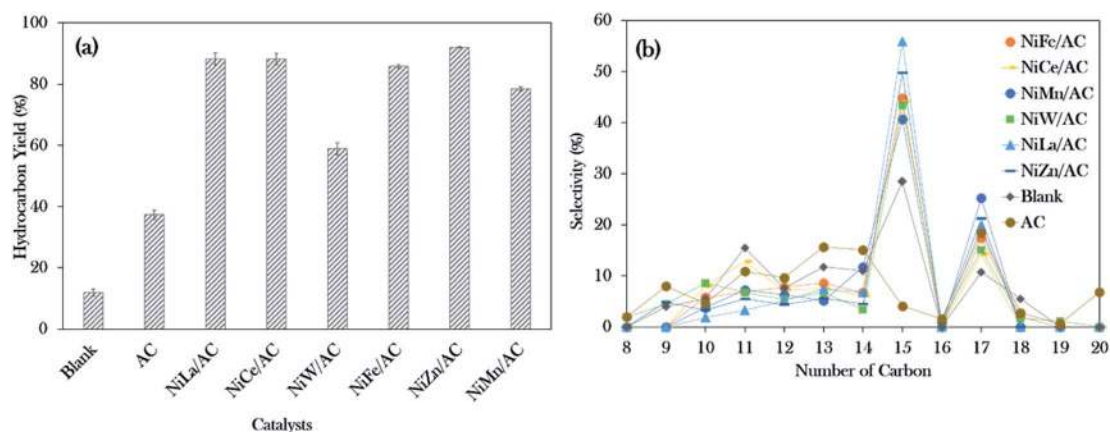 (a)
Hydrocarbon Yield (%)
100
80
60
40
20
0
Blank
AC
NiLa/AC
NiCe/AC
NiW/AC
NiFe/AC
NiZn/AC
NiMn/AC
Catalysts
(b)
Selectivity (%)
60
50
40
30
20
10
0
8 9 10 11 12 13 14 15 16 17 18 19 20
Number of Carbon
NiFe/AC
NiCe/AC
NiMn/AC
NiW/AC
NiLa/AC
NiZn/AC
Blank
AC